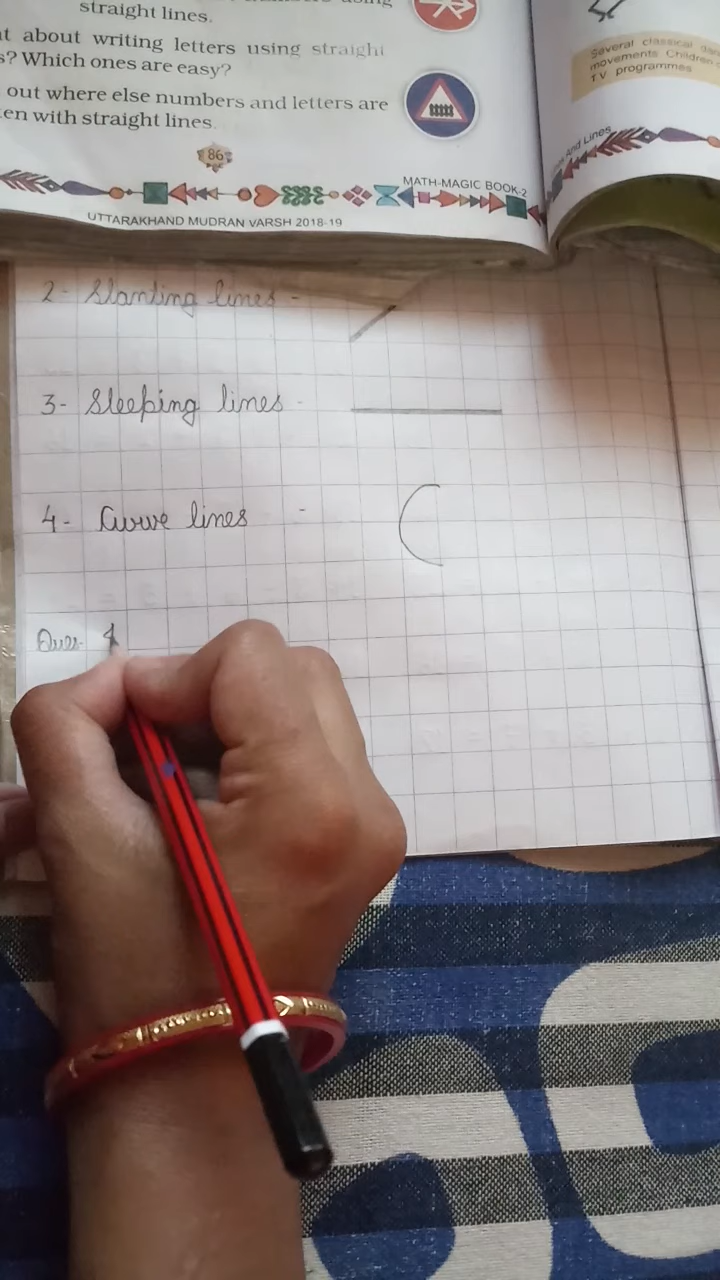 straight lines.
about writing letters using straight
? Which ones are easy?
out where else numbers and letters are
ten with straight lines.
86
MATH-MAGIC BOOK-2
UTTARAKHAND MUDRAN VARSH 2018-19
Several classical
movements Children
T.V programmes
And Lines
2- Slanting lines -
3- Sleeping lines -
4- Curve lines -
Ques-